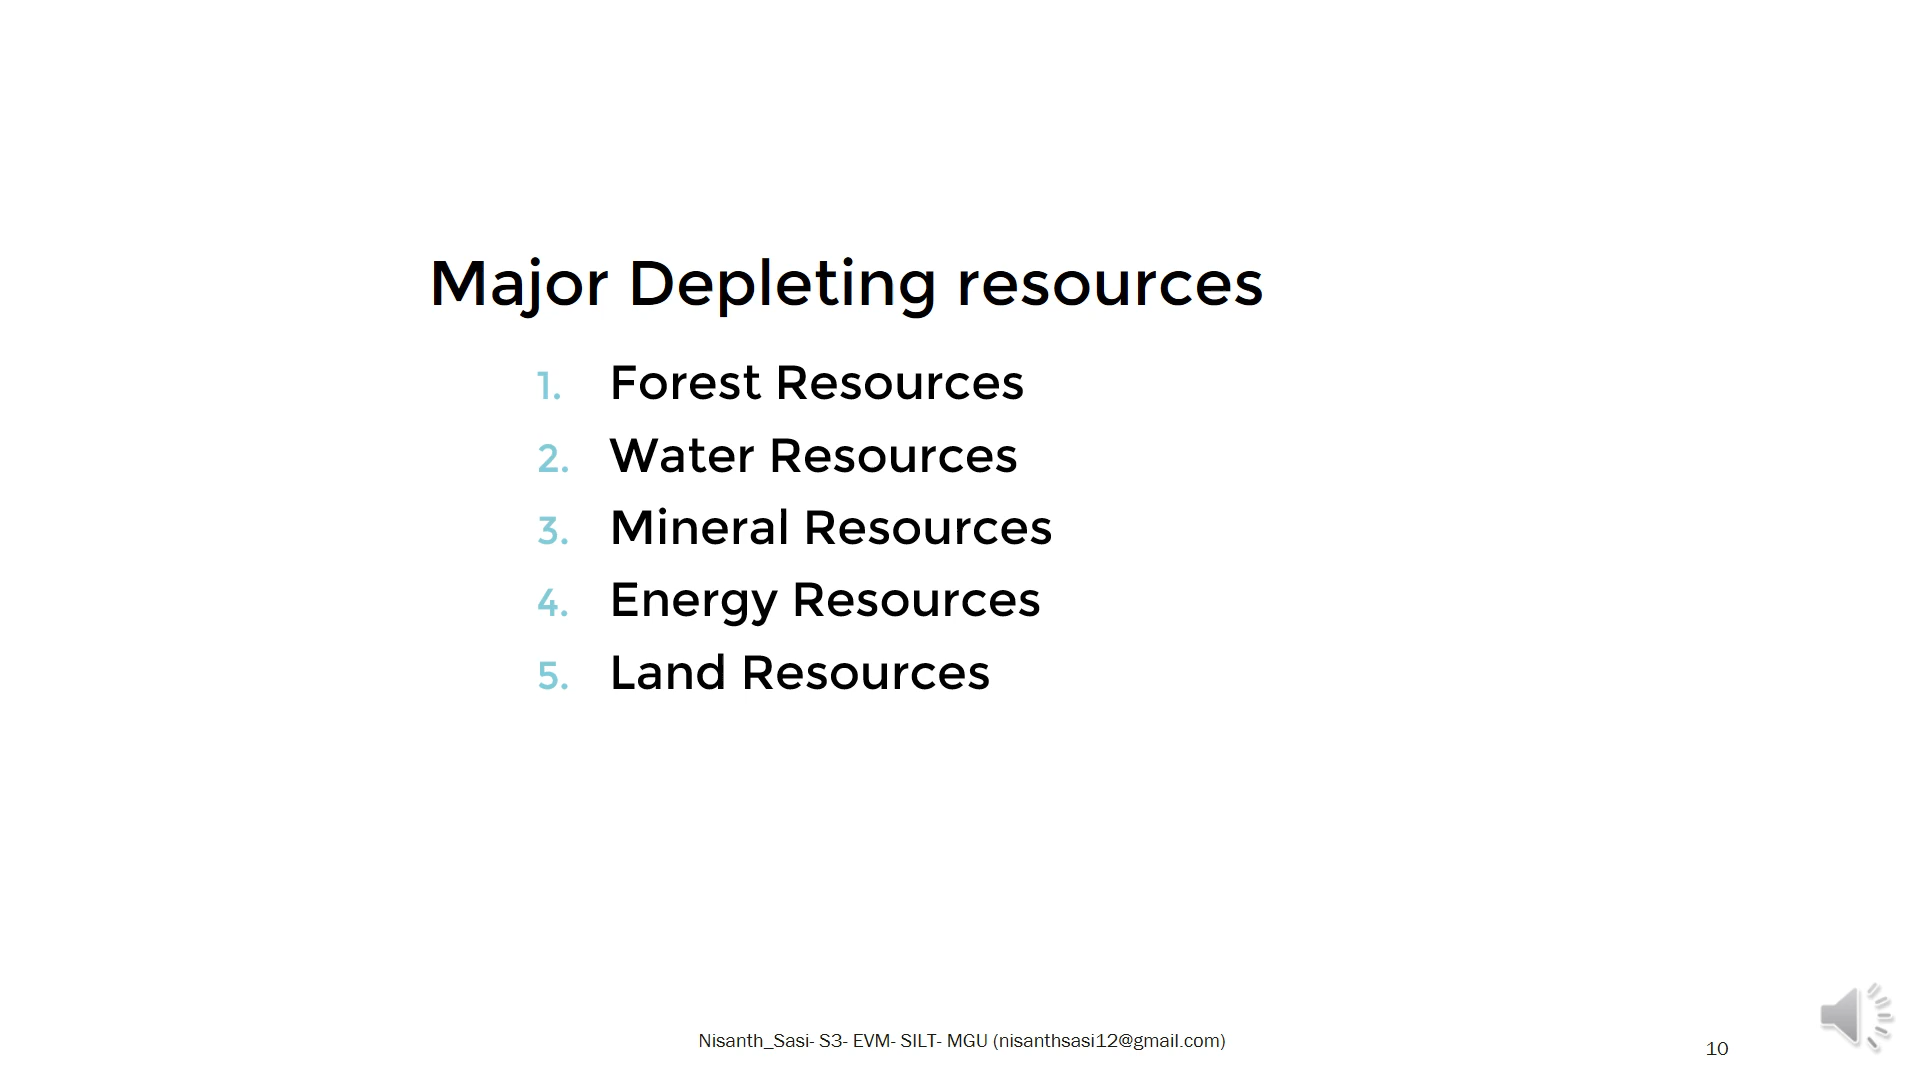 Major Depleting resources
1. Forest Resources
2. Water Resources
3. Mineral Resources
4. Energy Resources
5. Land Resources
Nisanth_Sasi- S3- EVM- SILT- MGU (nisanthsasi12@gmail.com)
10